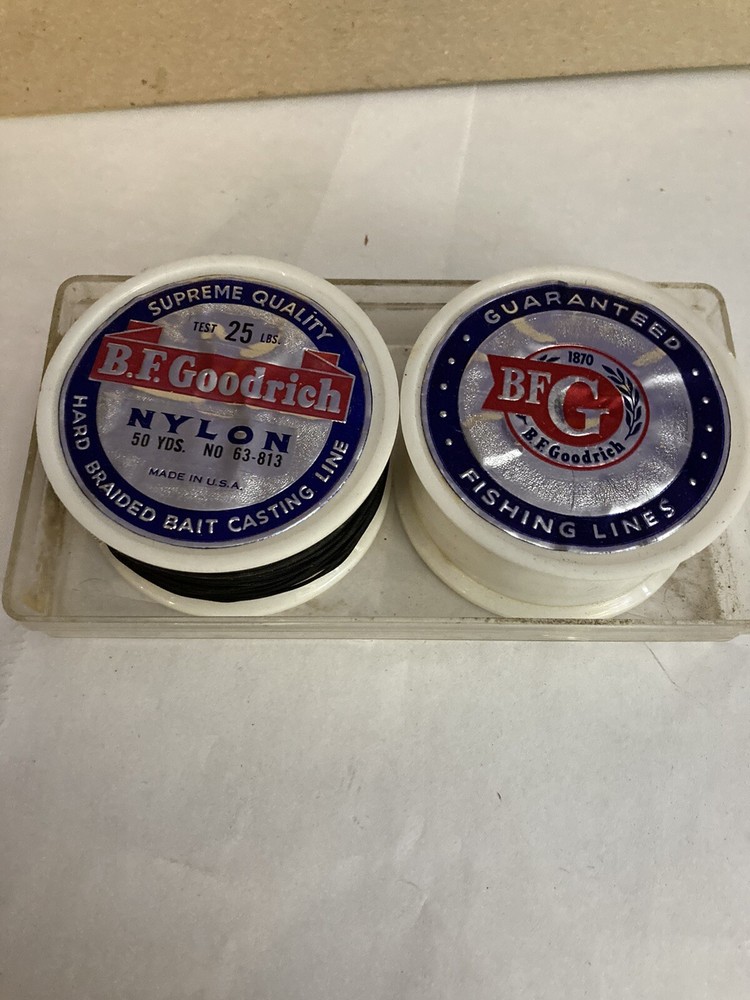 SUPREME QUALITY
TEST 25 LBS.
B.F. Goodrich
NYLON
50 YDS. NO 63-813
MADE IN U.S.A.
HARD BRAIDED BAIT CASTING LINE
GUARANTEED
1870
BFG
B.F. Goodrich
FISHING LINES